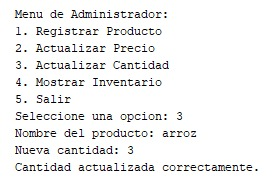 Menu de Administrador:
1. Registrar Producto
2. Actualizar Precio
3. Actualizar Cantidad
4. Mostrar Inventario
5. Salir
Seleccione una opcion: 3
Nombre del producto: arroz
Nueva cantidad: 3
Cantidad actualizada correctamente.